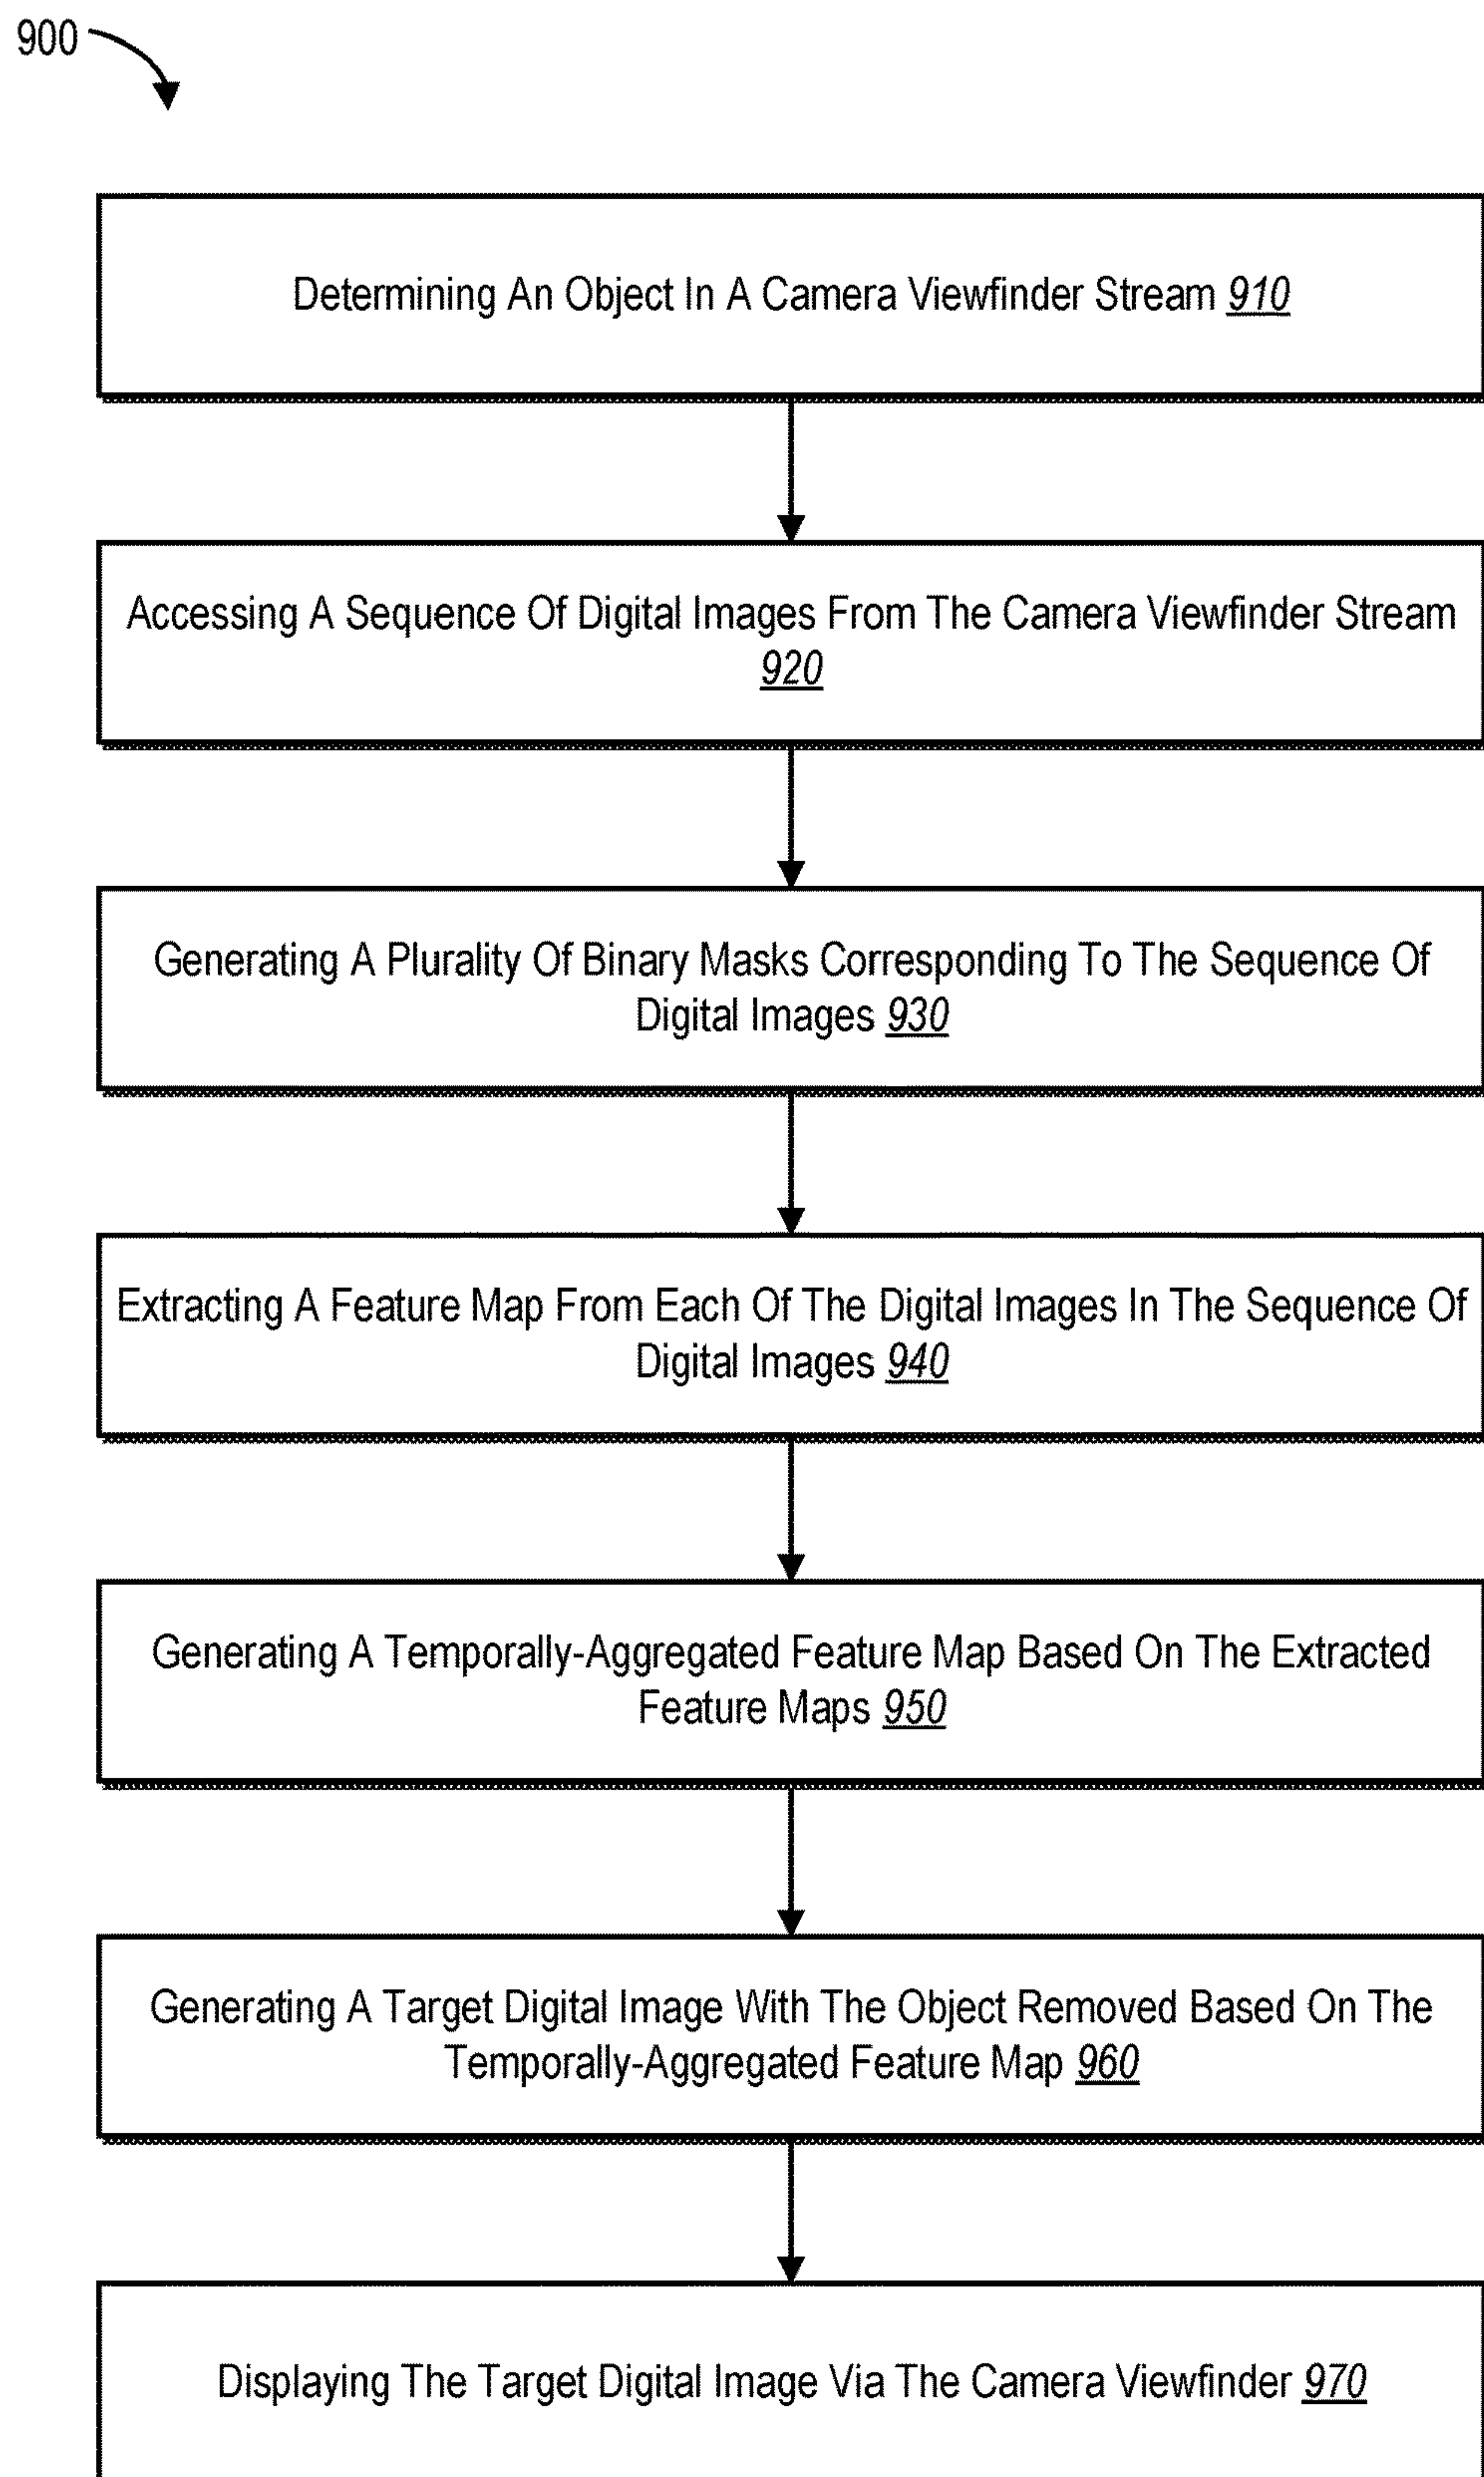 900
Determining An Object In A Camera Viewfinder Stream 910
Accessing A Sequence Of Digital Images From The Camera Viewfinder Stream
920
Generating A Plurality Of Binary Masks Corresponding To The Sequence Of
Digital Images 930
Extracting A Feature Map From Each Of The Digital Images In The Sequence Of
Digital Images 940
Generating A Temporally-Aggregated Feature Map Based On The Extracted
Feature Maps 950
Generating A Target Digital Image With The Object Removed Based On The
Temporally-Aggregated Feature Map 960
Displaying The Target Digital Image Via The Camera Viewfinder 970